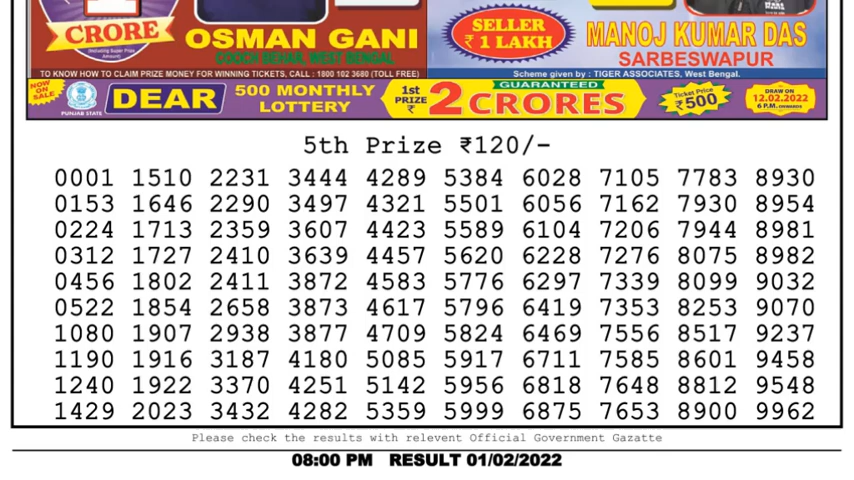 CRORE
(Including Super Prize Amount)
OSMAN GANI
COOCH BEHAR, WEST BENGAL
TO KNOW HOW TO CLAIM PRIZE MONEY FOR WINNING TICKETS, CALL : 1800 102 3680 (TOLL FREE)
SELLER
₹ 1 LAKH
MANOJ KUMAR DAS
SARBESWAPUR
Scheme given by : TIGER ASSOCIATES, West Bengal.
NOW ON SALE
PUNJAB STATE
DEAR
500 MONTHLY
LOTTERY
1st
PRIZE
₹
2 CRORES
GUARANTEED
Ticket Price
₹500
DRAW ON
12.02.2022
6 P.M. ONWARDS
5th Prize ₹120/-
0001 1510 2231 3444 4289 5384 6028 7105 7783 8930
0153 1646 2290 3497 4321 5501 6056 7162 7930 8954
0224 1713 2359 3607 4423 5589 6104 7206 7944 8981
0312 1727 2410 3639 4457 5620 6228 7276 8075 8982
0456 1802 2411 3872 4583 5776 6297 7339 8099 9032
0522 1854 2658 3873 4617 5796 6419 7353 8253 9070
1080 1907 2938 3877 4709 5824 6469 7556 8517 9237
1190 1916 3187 4180 5085 5917 6711 7585 8601 9458
1240 1922 3370 4251 5142 5956 6818 7648 8812 9548
1429 2023 3432 4282 5359 5999 6875 7653 8900 9962
Please check the results with relevent Official Government Gazatte
08:00 PM RESULT 01/02/2022